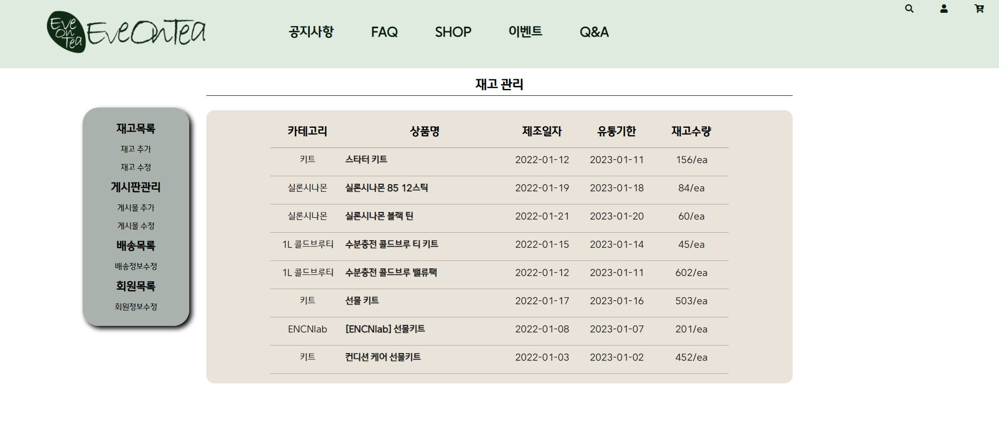 Eve
On
Tea
EveOnTea
공지사항 FAQ SHOP 이벤트 Q&A
재고 관리
재고목록
재고 추가
재고 수정
게시판관리
게시물 추가
게시물 수정
배송목록
배송정보수정
회원목록
회원정보수정
카테고리 상품명 제조일자 유통기한 재고수량
키트 스타터 키트 2022-01-12 2023-01-11 156/ea
실론시나몬 실론시나몬 85 12스틱 2022-01-19 2023-01-18 84/ea
실론시나몬 실론시나몬 블랙 틴 2022-01-21 2023-01-20 60/ea
1L 콜드브루티 수분충전 콜드브루 티 키트 2022-01-15 2023-01-14 45/ea
1L 콜드브루티 수분충전 콜드브루 밸류팩 2022-01-12 2023-01-11 602/ea
키트 선물 키트 2022-01-17 2023-01-16 503/ea
ENCNlab [ENCNlab] 선물키트 2022-01-08 2023-01-07 201/ea
키트 컨디션 케어 선물키트 2022-01-03 2023-01-02 452/ea